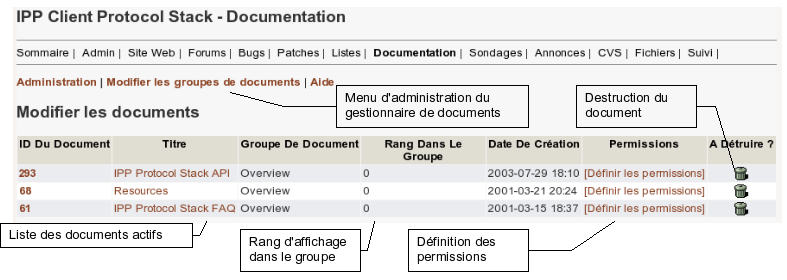 IPP Client Protocol Stack - Documentation
Sommaire | Admin | Site Web | Forums | Bugs | Patches | Listes | Documentation | Sondages | Annonces | CVS | Fichiers | Suivi |
Administration | Modifier les groupes de documents | Aide
Menu d'administration du
gestionnaire de documents
Destruction du
document
Modifier les documents
ID Du Document Titre Groupe De Document Rang Dans Le Groupe Date De Création Permissions A Détruire ?
293 IPP Protocol Stack API Overview 0 2003-07-29 18:10 [Définir les permissions]
68 Resources Overview 0 2001-03-21 20:24 [Définir les permissions]
61 IPP Protocol Stack FAQ Overview 0 2001-03-15 18:37 [Définir les permissions]
Liste des documents actifs
Rang d'affichage
dans le groupe
Définition des
permissions